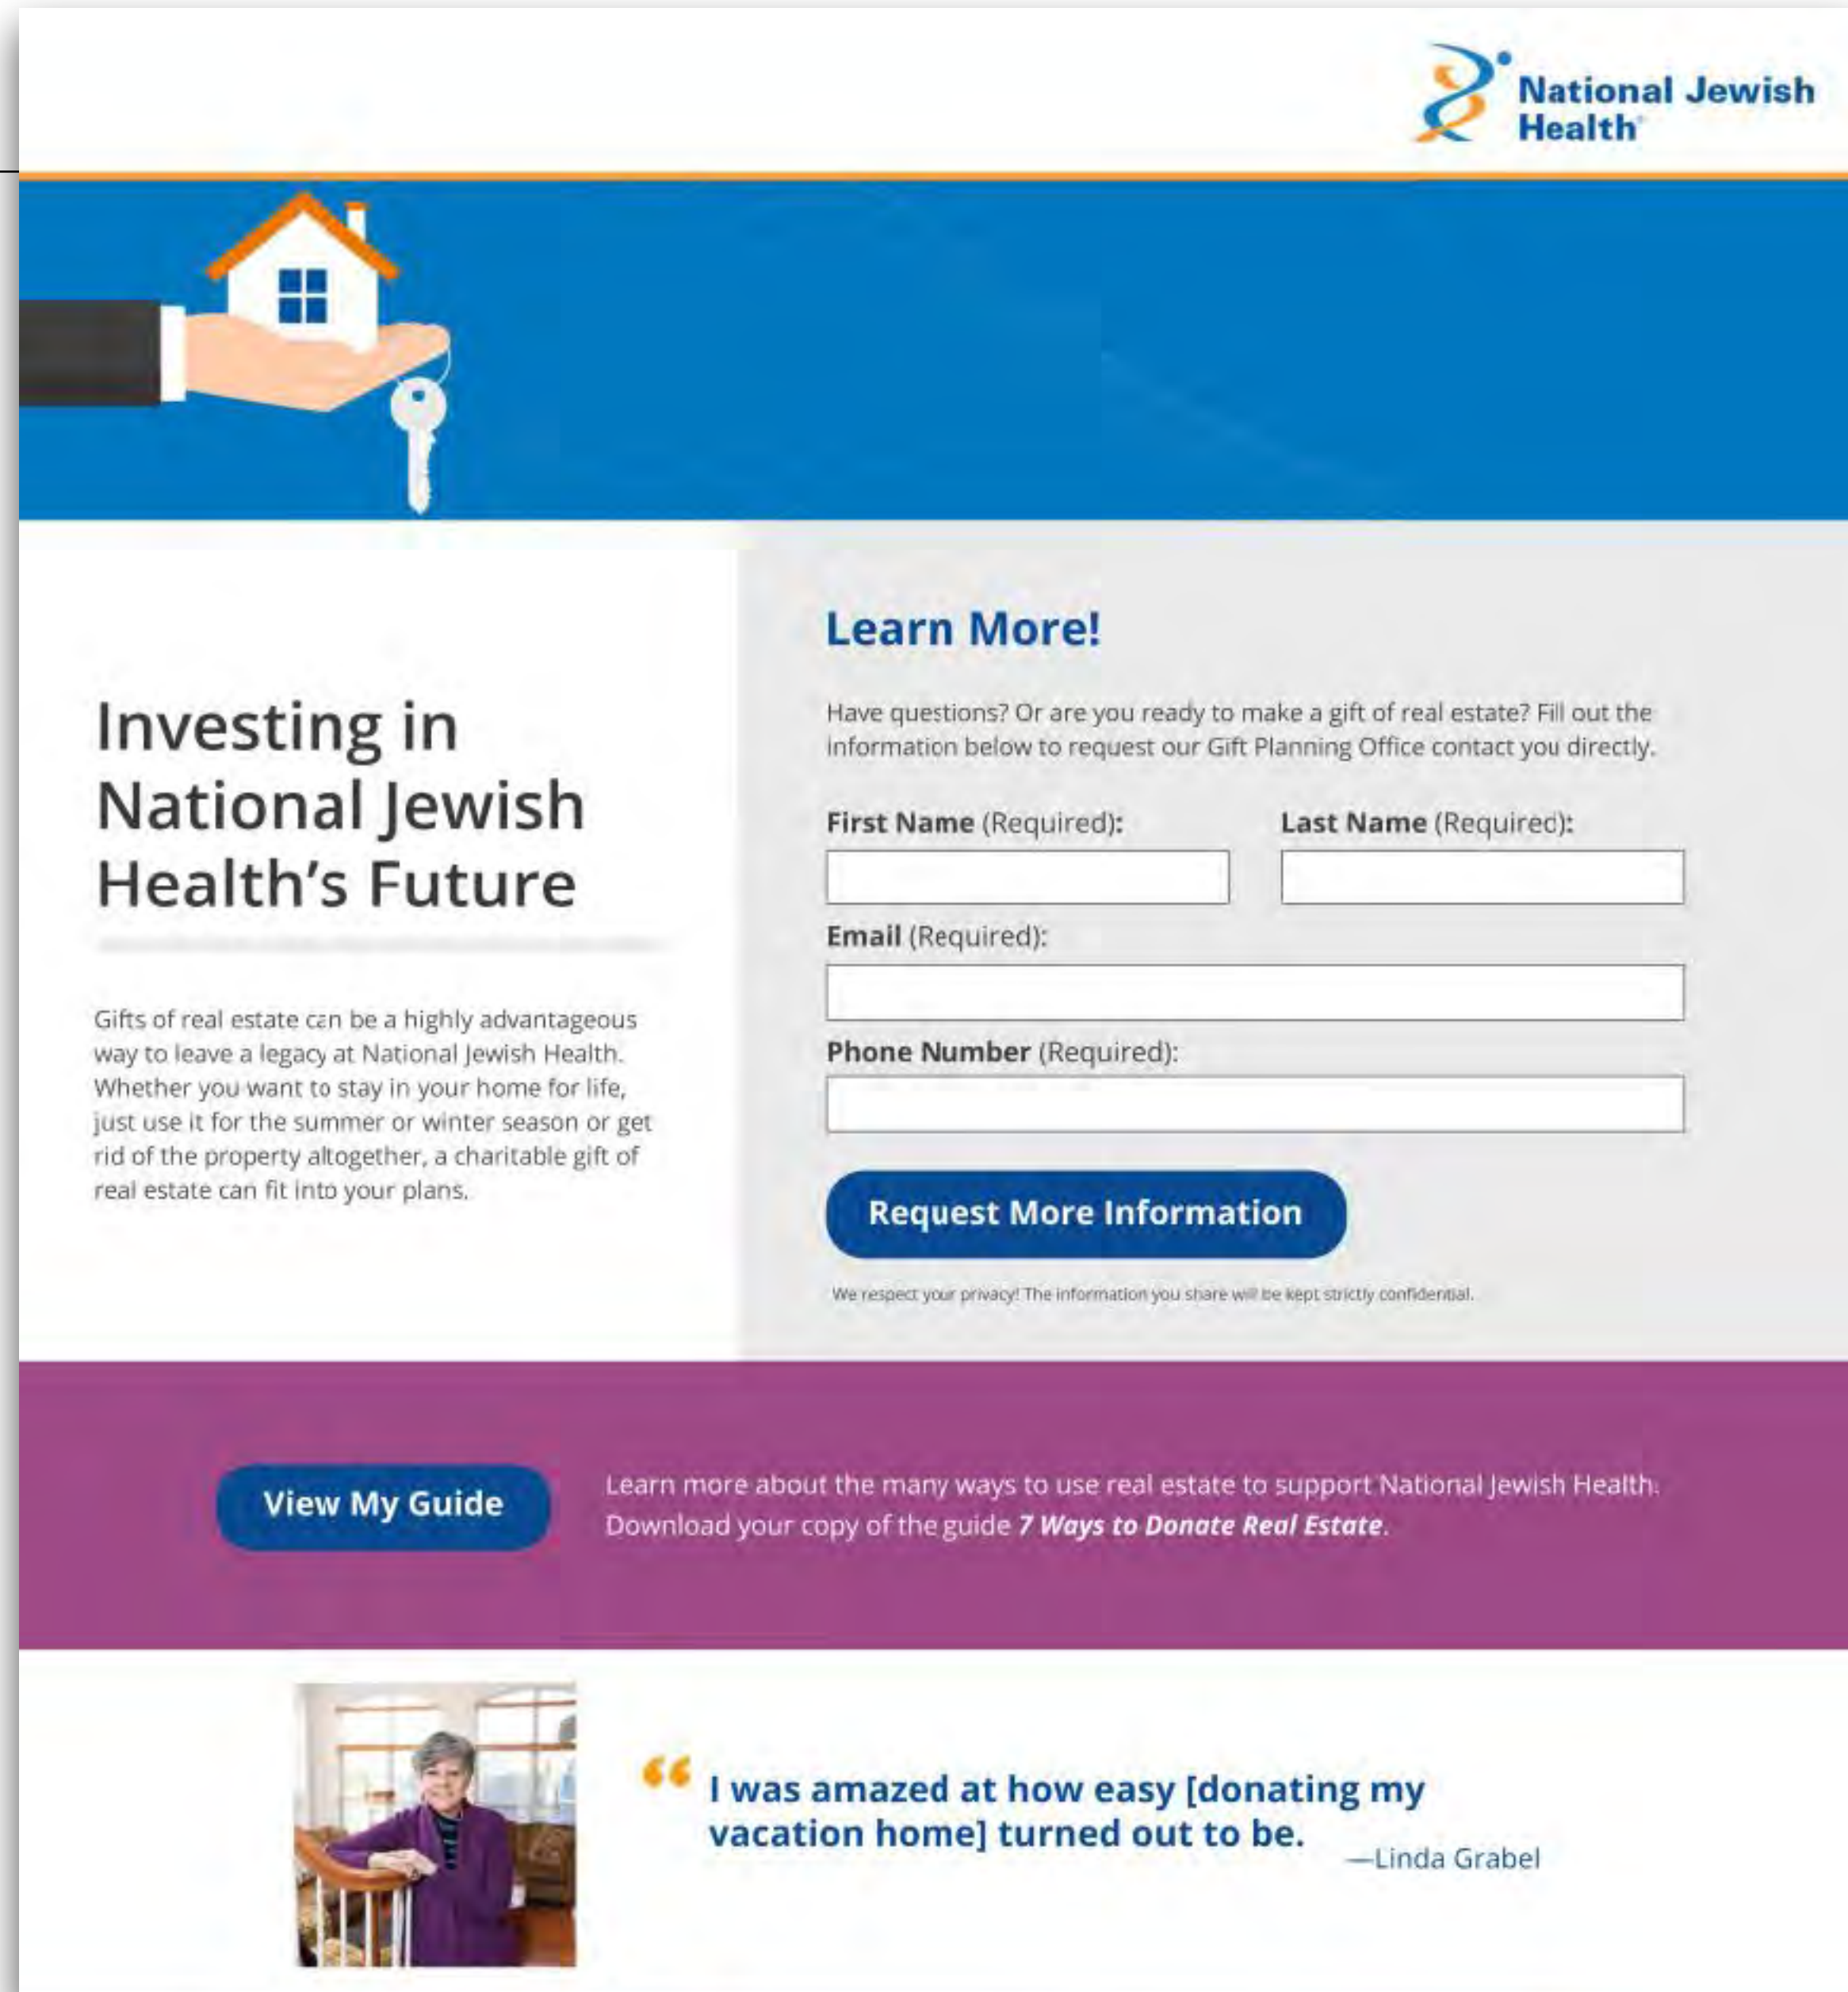 National Jewish
Health®
Investing in
National Jewish
Health’s Future
Gifts of real estate can be a highly advantageous
way to leave a legacy at National Jewish Health.
Whether you want to stay in your home for life,
just use it for the summer or winter season or get
rid of the property altogether, a charitable gift of
real estate can fit into your plans.
Learn More!
Have questions? Or are you ready to make a gift of real estate? Fill out the
information below to request our Gift Planning Office contact you directly.
First Name (Required): Last Name (Required):
Email (Required):
Phone Number (Required):
Request More Information
We respect your privacy! The information you share will be kept strictly confidential.
View My Guide
Learn more about the many ways to use real estate to support National Jewish Health.
Download your copy of the guide 7 Ways to Donate Real Estate.
“ I was amazed at how easy [donating my
vacation home] turned out to be.
—Linda Grabel